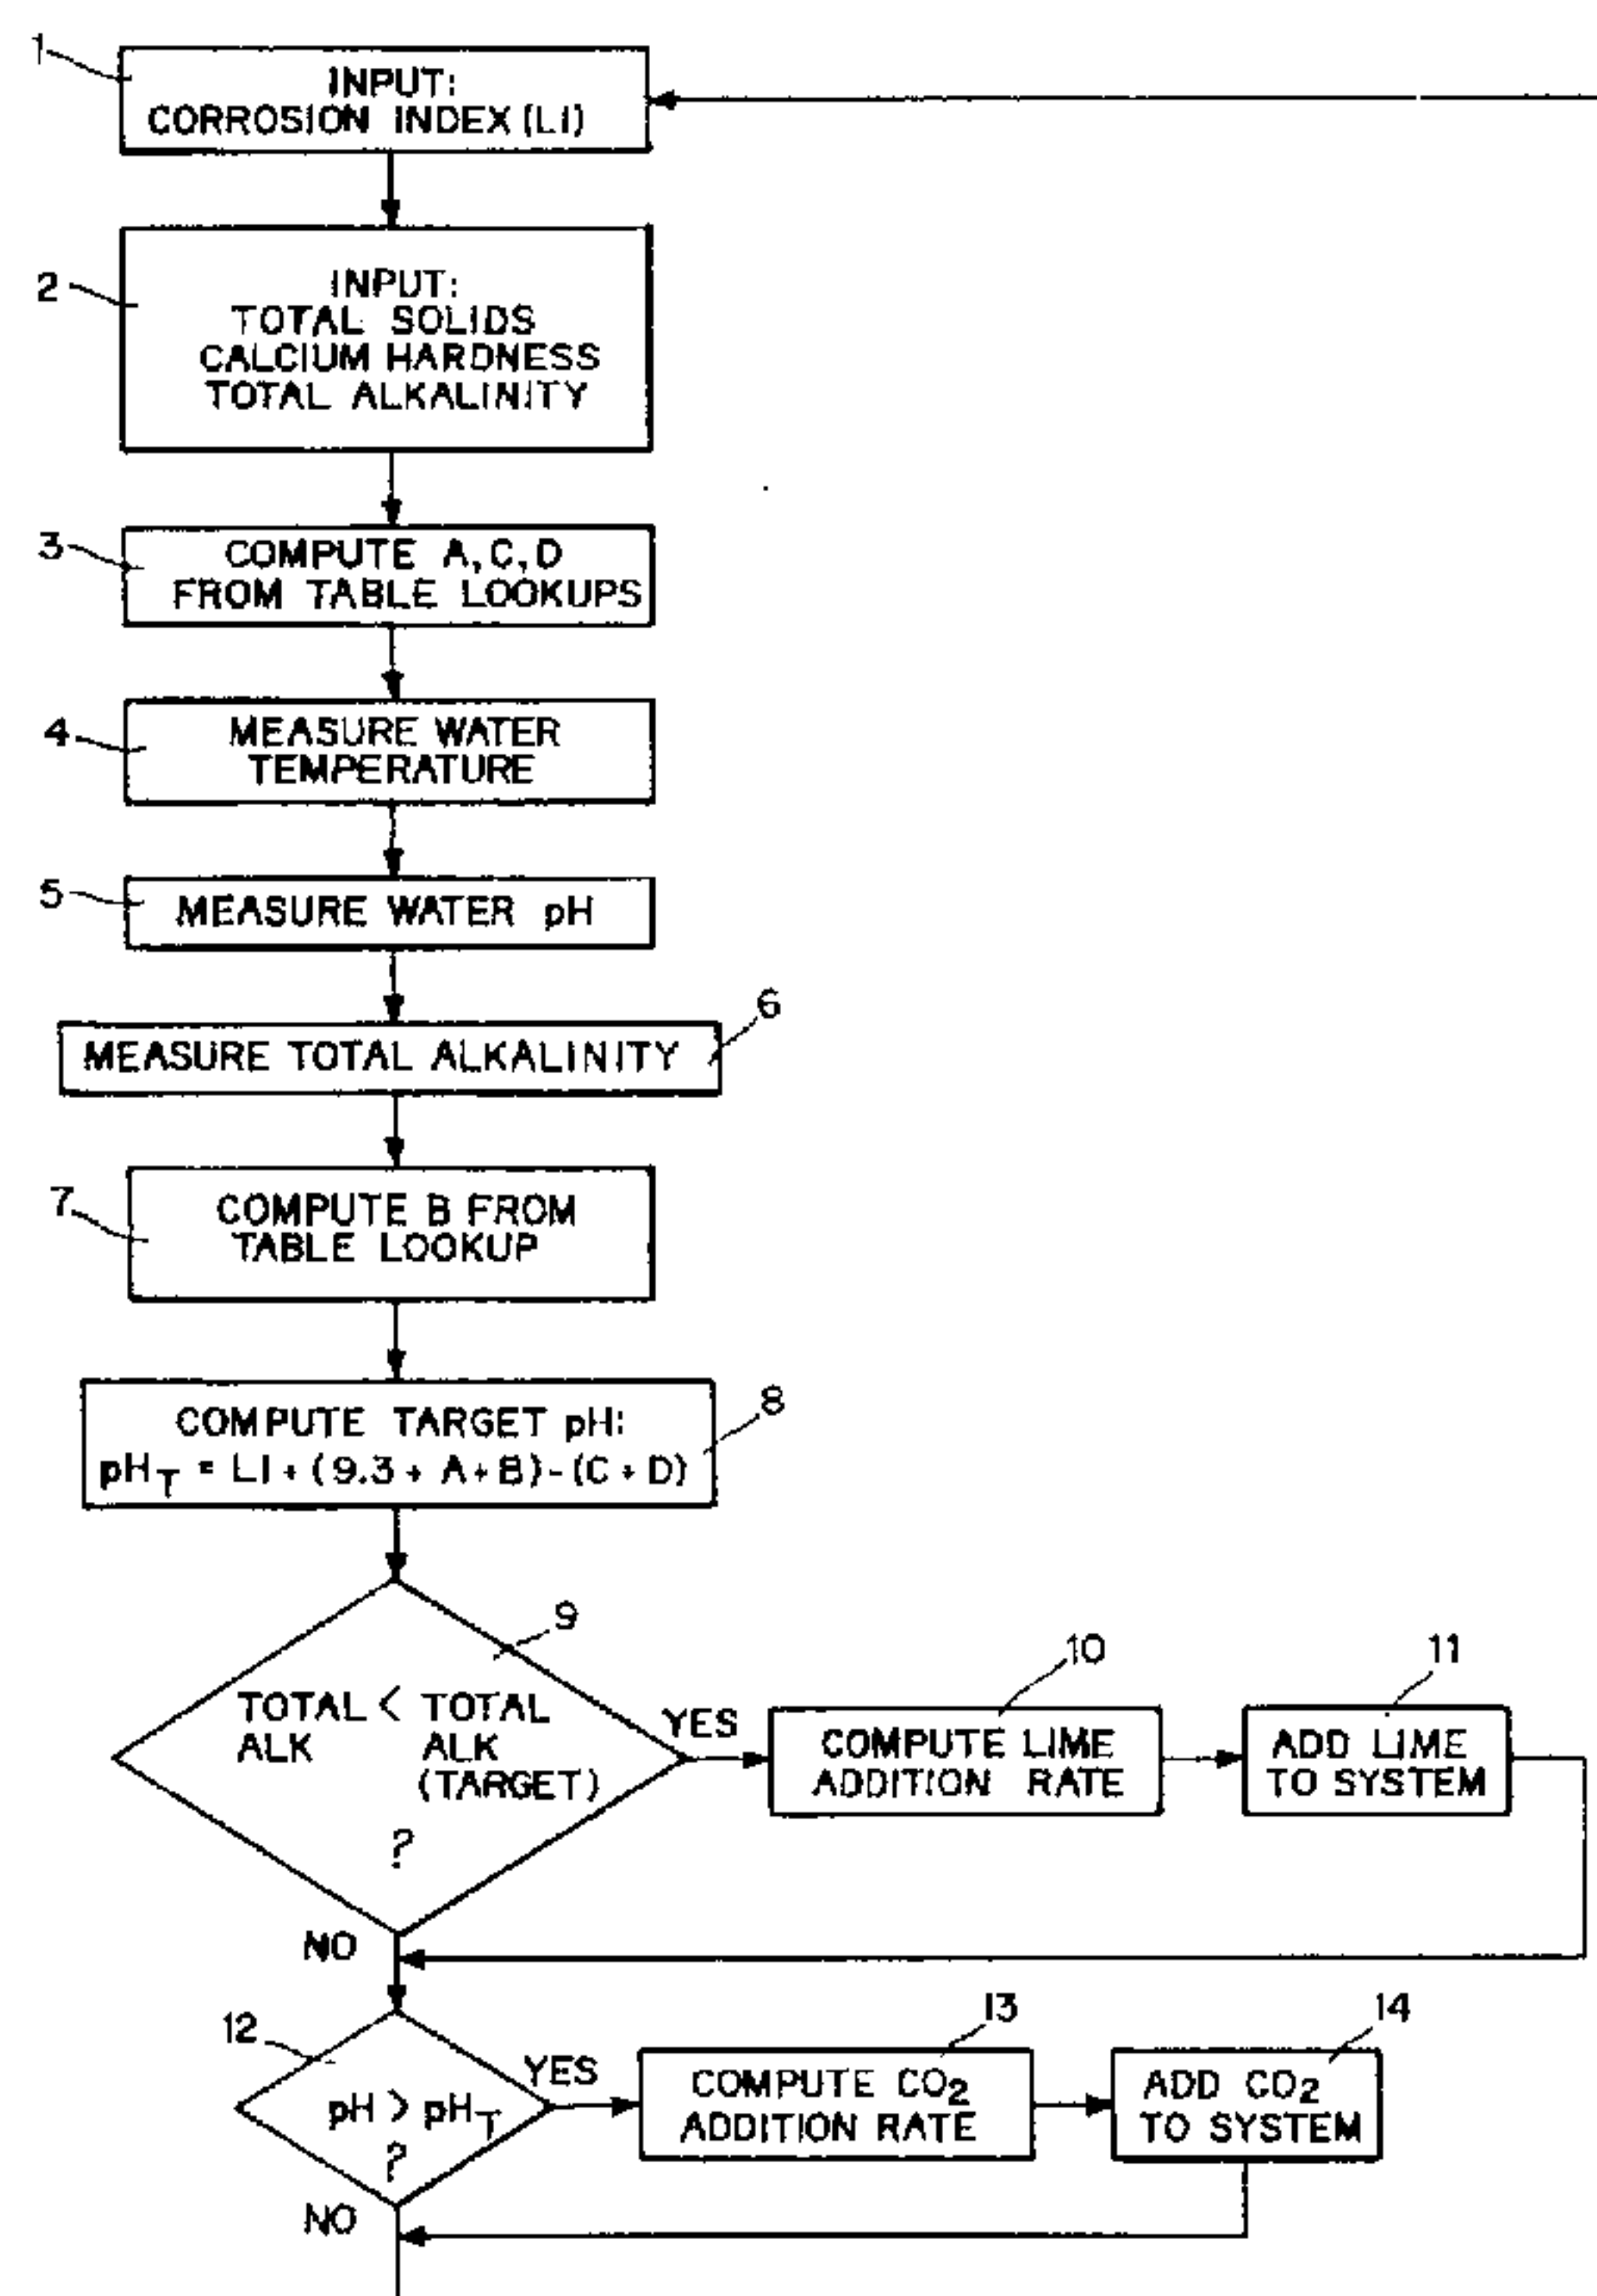 1
INPUT:
CORROSION INDEX (LI)
2
INPUT:
TOTAL SOLIDS
CALCIUM HARDNESS
TOTAL ALKALINITY
3
COMPUTE A, C, D
FROM TABLE LOOKUPS
4
MEASURE WATER
TEMPERATURE
5
MEASURE WATER pH
6
MEASURE TOTAL ALKALINITY
7
COMPUTE B FROM
TABLE LOOKUP
8
COMPUTE TARGET pH:
pHT = LI + (9.3 + A + B) - (C + D)
9
TOTAL < TOTAL
ALK ALK
(TARGET)
?
YES
NO
10
COMPUTE LIME
ADDITION RATE
11
ADD LIME
TO SYSTEM
12
pH > pHT
?
YES
NO
13
COMPUTE CO2
ADDITION RATE
14
ADD CO2
TO SYSTEM